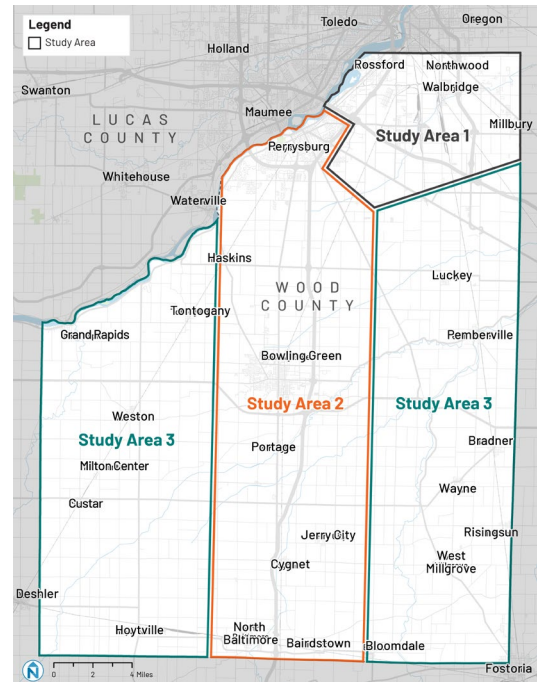 Legend
Study Area
Toledo
Oregon
Holland
Rossford
Northwood
Walbridge
Swanton
LUCAS
COUNTY
Maumee
Millbury
Study Area 1
Perrysburg
Whitehouse
Waterville
Haskins
Luckey
WOOD
COUNTY
Tontogany
Grand Rapids
Pemberville
Bowling Green
Study Area 2
Study Area 3
Weston
Study Area 3
Bradner
Portage
Milton Center
Wayne
Custar
Jerry City
Risingsun
Cygnet
West
Millgrove
Deshler
Hoytville
North
Baltimore
Bairdstown
Bloomdale
Fostoria
N
0 2 4 Miles